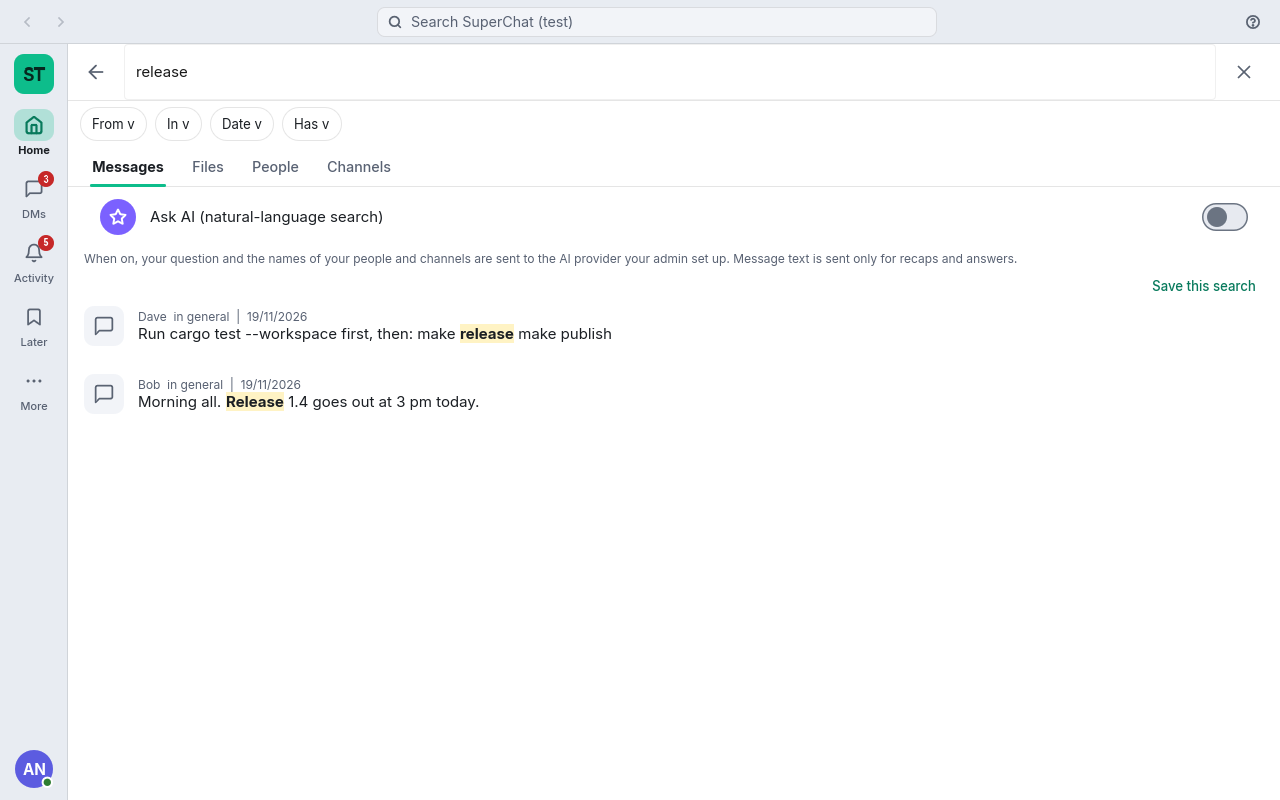 Search SuperChat (test)
ST
release
Home
From v
In v
Date v
Has v
Messages
Files
People
Channels
3
DMs
Ask AI (natural-language search)
5
Activity
When on, your question and the names of your people and channels are sent to the AI provider your admin set up. Message text is sent only for recaps and answers.
Save this search
Later
Dave in general | 19/11/2026
Run cargo test --workspace first, then: make release make publish
More
Bob in general | 19/11/2026
Morning all. Release 1.4 goes out at 3 pm today.
AN